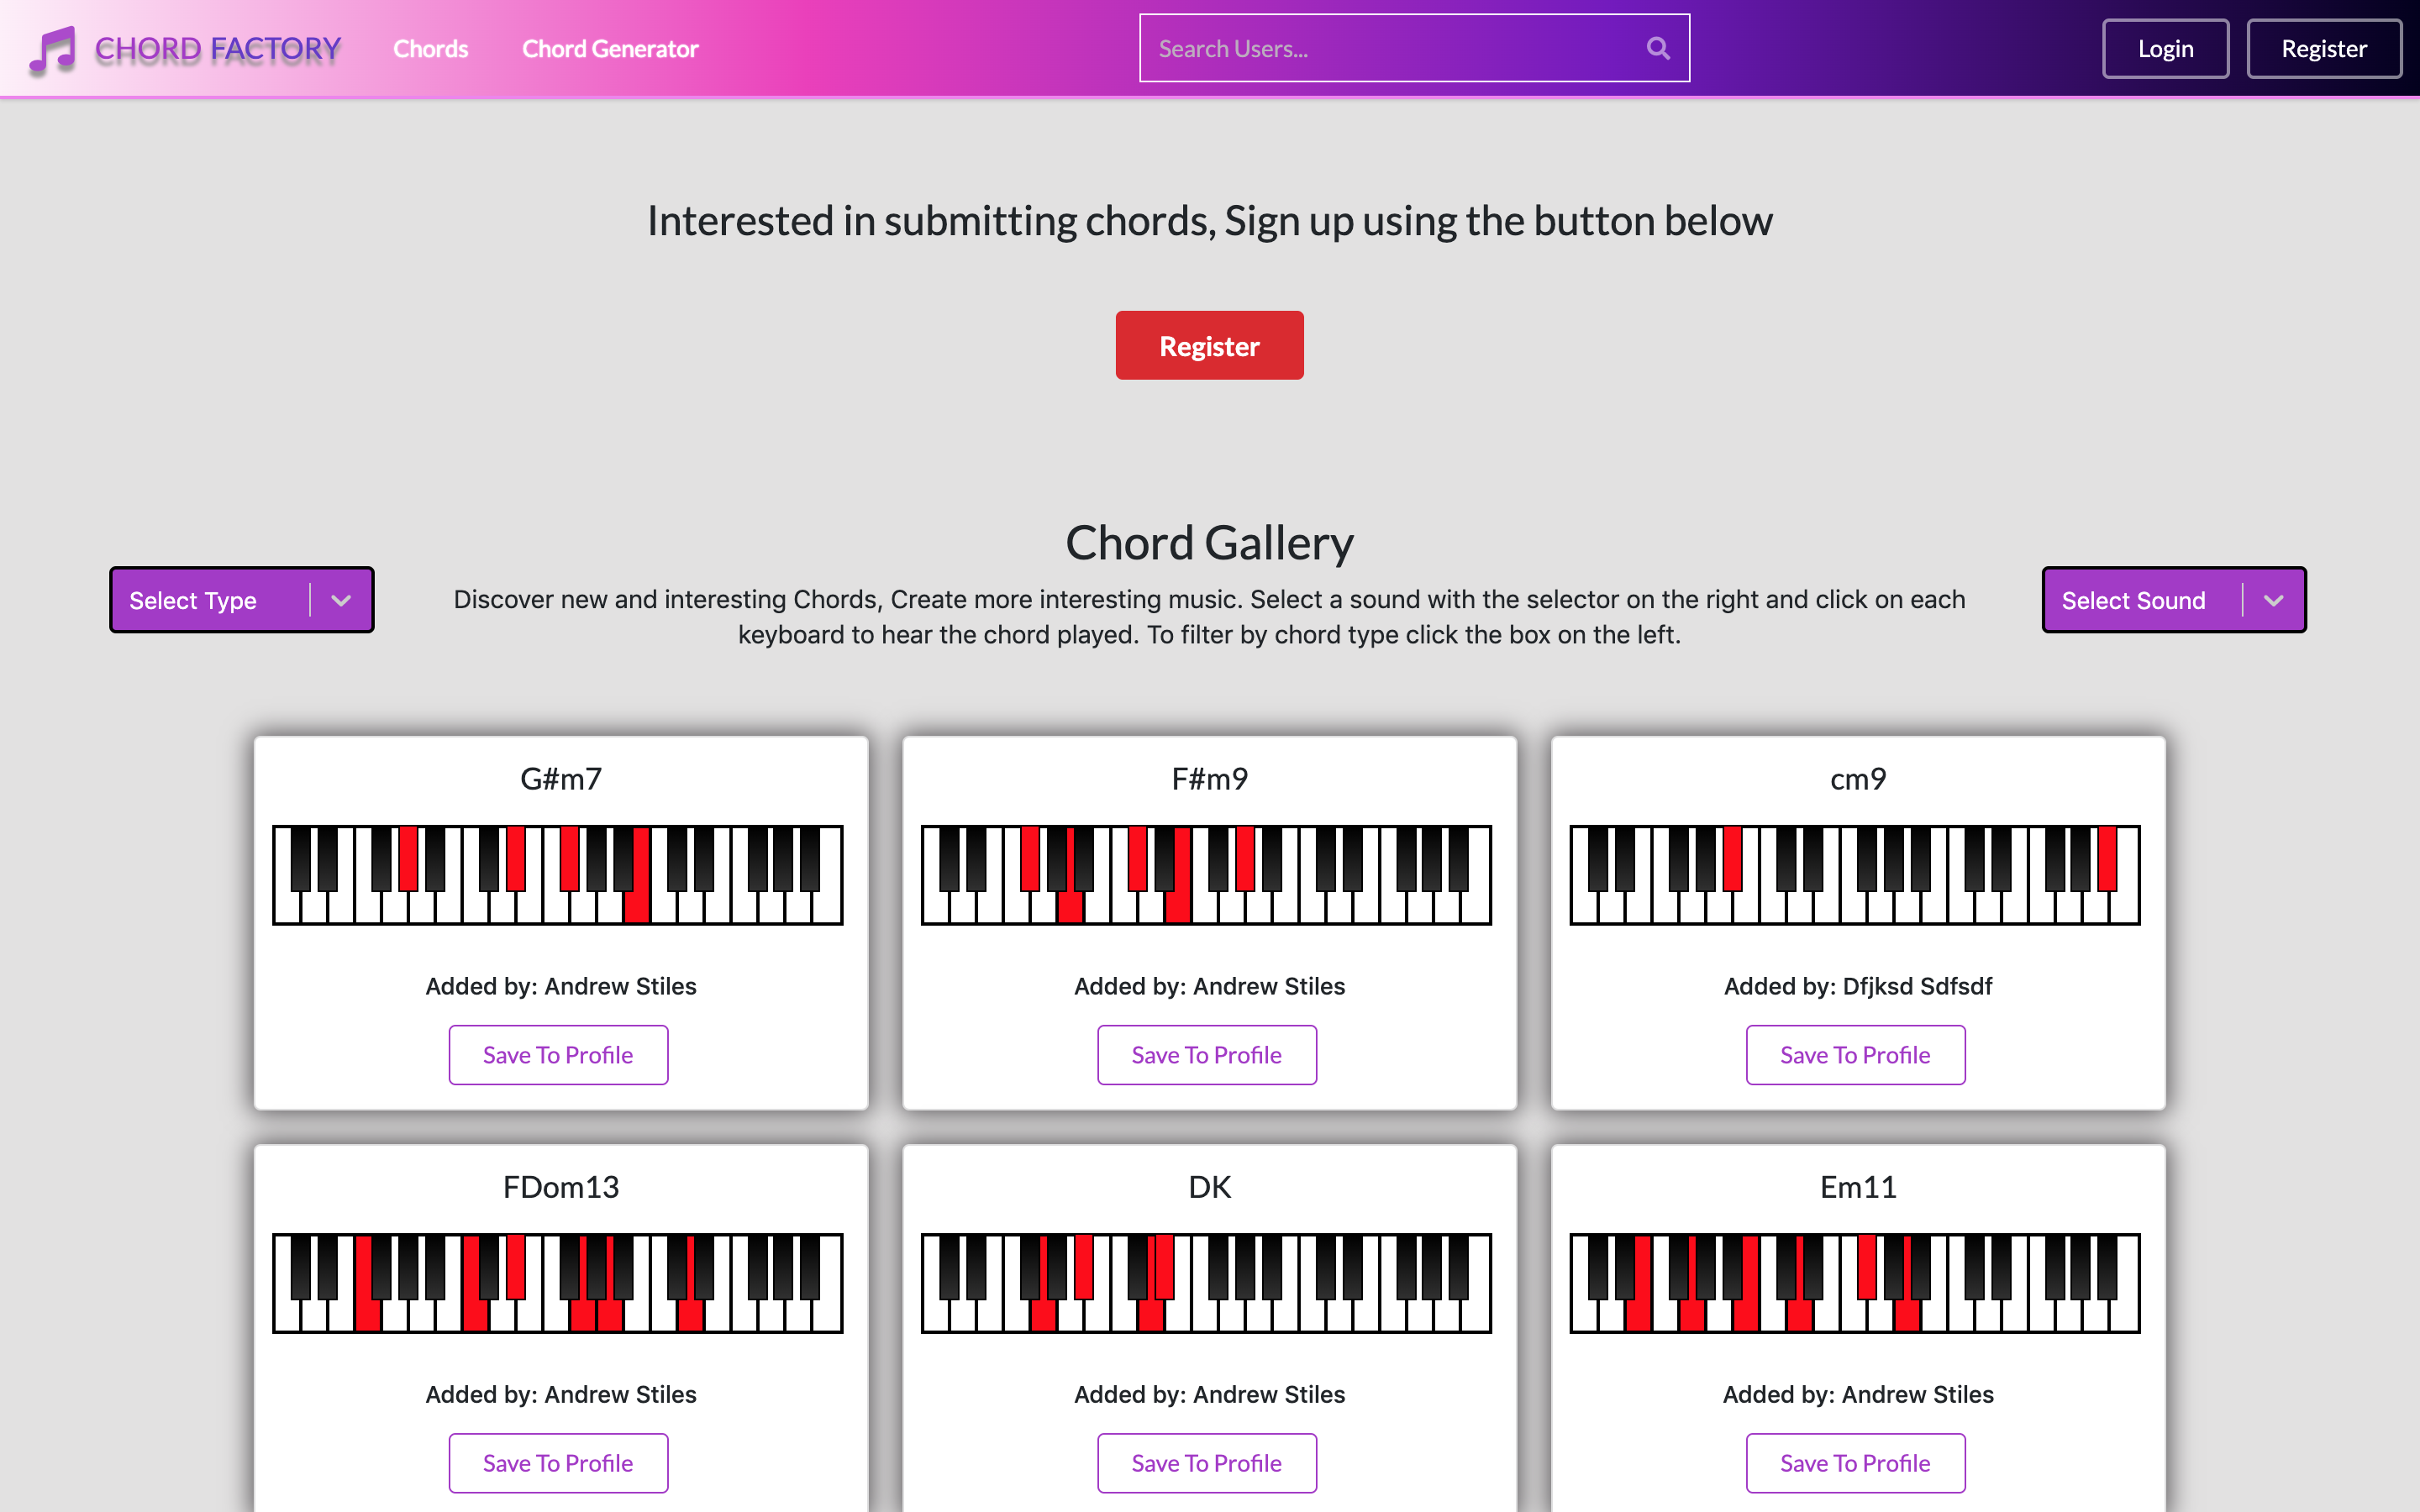 CHORD FACTORY
Chords
Chord Generator
Search Users...
Login
Register
Interested in submitting chords, Sign up using the button below
Register
Chord Gallery
Select Type
Discover new and interesting Chords, Create more interesting music. Select a sound with the selector on the right and click on each
keyboard to hear the chord played. To filter by chord type click the box on the left.
Select Sound
G#m7
Added by: Andrew Stiles
Save To Profile
F#m9
Added by: Andrew Stiles
Save To Profile
cm9
Added by: Dfjksd Sdfsdf
Save To Profile
FDom13
Added by: Andrew Stiles
Save To Profile
DK
Added by: Andrew Stiles
Save To Profile
Em11
Added by: Andrew Stiles
Save To Profile